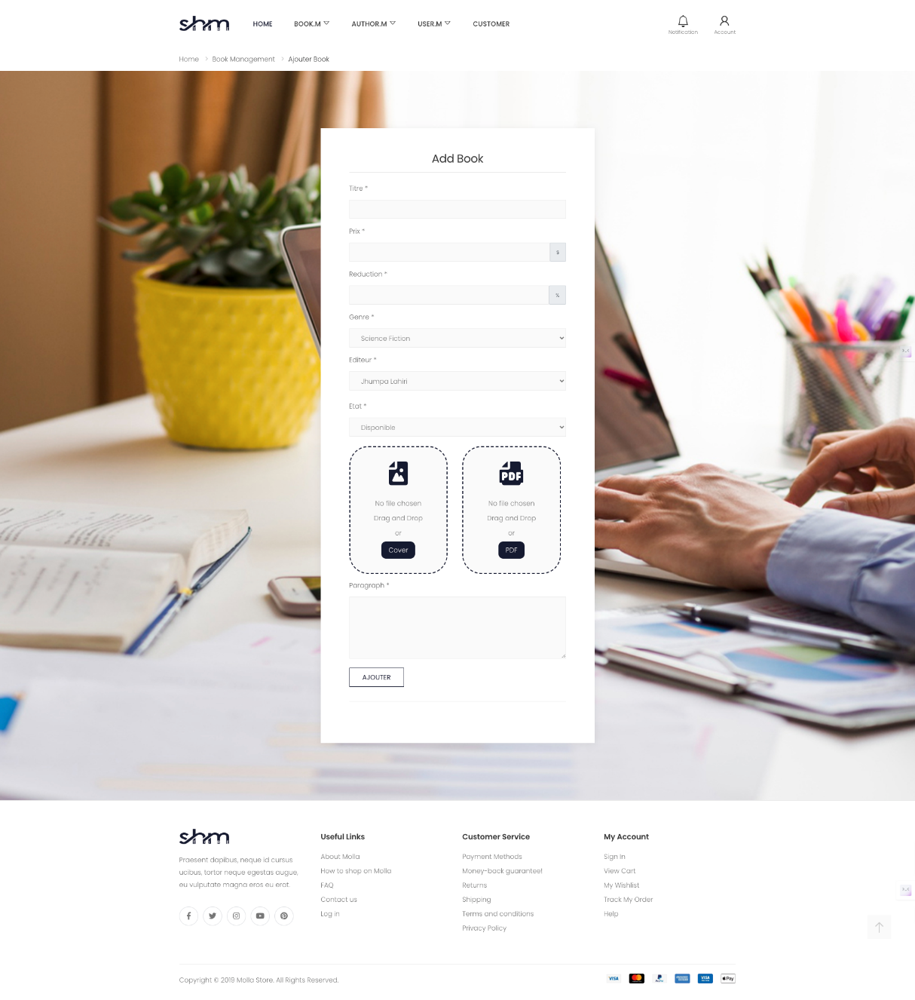 shm
HOME
BOOK.M
AUTHOR.M
USER.M
CUSTOMER
Notification
Account
Home > Book Management > Ajouter Book
Add Book
Titre *
Prix *
$
Reduction *
%
Genre *
Science Fiction
Editeur *
Jhumpa Lahiri
Etat *
Disponible
No file chosen
Drag and Drop
or
Cover
PDF
No file chosen
Drag and Drop
or
PDF
Paragraph *
AJOUTER
shm
Praesent dapibus, neque id cursus
ucibus, tortor neque egestas augue,
eu vulputate magna eros eu erat.
Useful Links
About Molla
How to shop on Molla
FAQ
Contact us
Log in
Customer Service
Payment Methods
Money-back guarantee!
Returns
Shipping
Terms and conditions
Privacy Policy
My Account
Sign In
View Cart
My Wishlist
Track My Order
Help
Copyright © 2019 Molla Store. All Rights Reserved.
VISA
PayPal
VISA
Pay